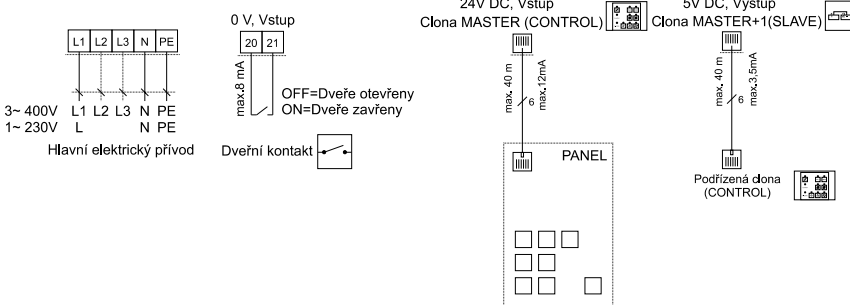 L1 L2 L3 N PE
3~ 400V L1 L2 L3 N PE
1~ 230V L N PE
Hlavní elektrický přívod
0 V, Vstup
20 21
max.8 mA
OFF=Dveře otevřeny
ON=Dveře zavřeny
Dveřní kontakt
24V DC, Vstup
Clona MASTER (CONTROL)
max. 40 m
max.12mA
6
PANEL
5V DC, Výstup
Clona MASTER+1(SLAVE)
max. 40 m
max.3,5mA
6
Podřízená clona
(CONTROL)